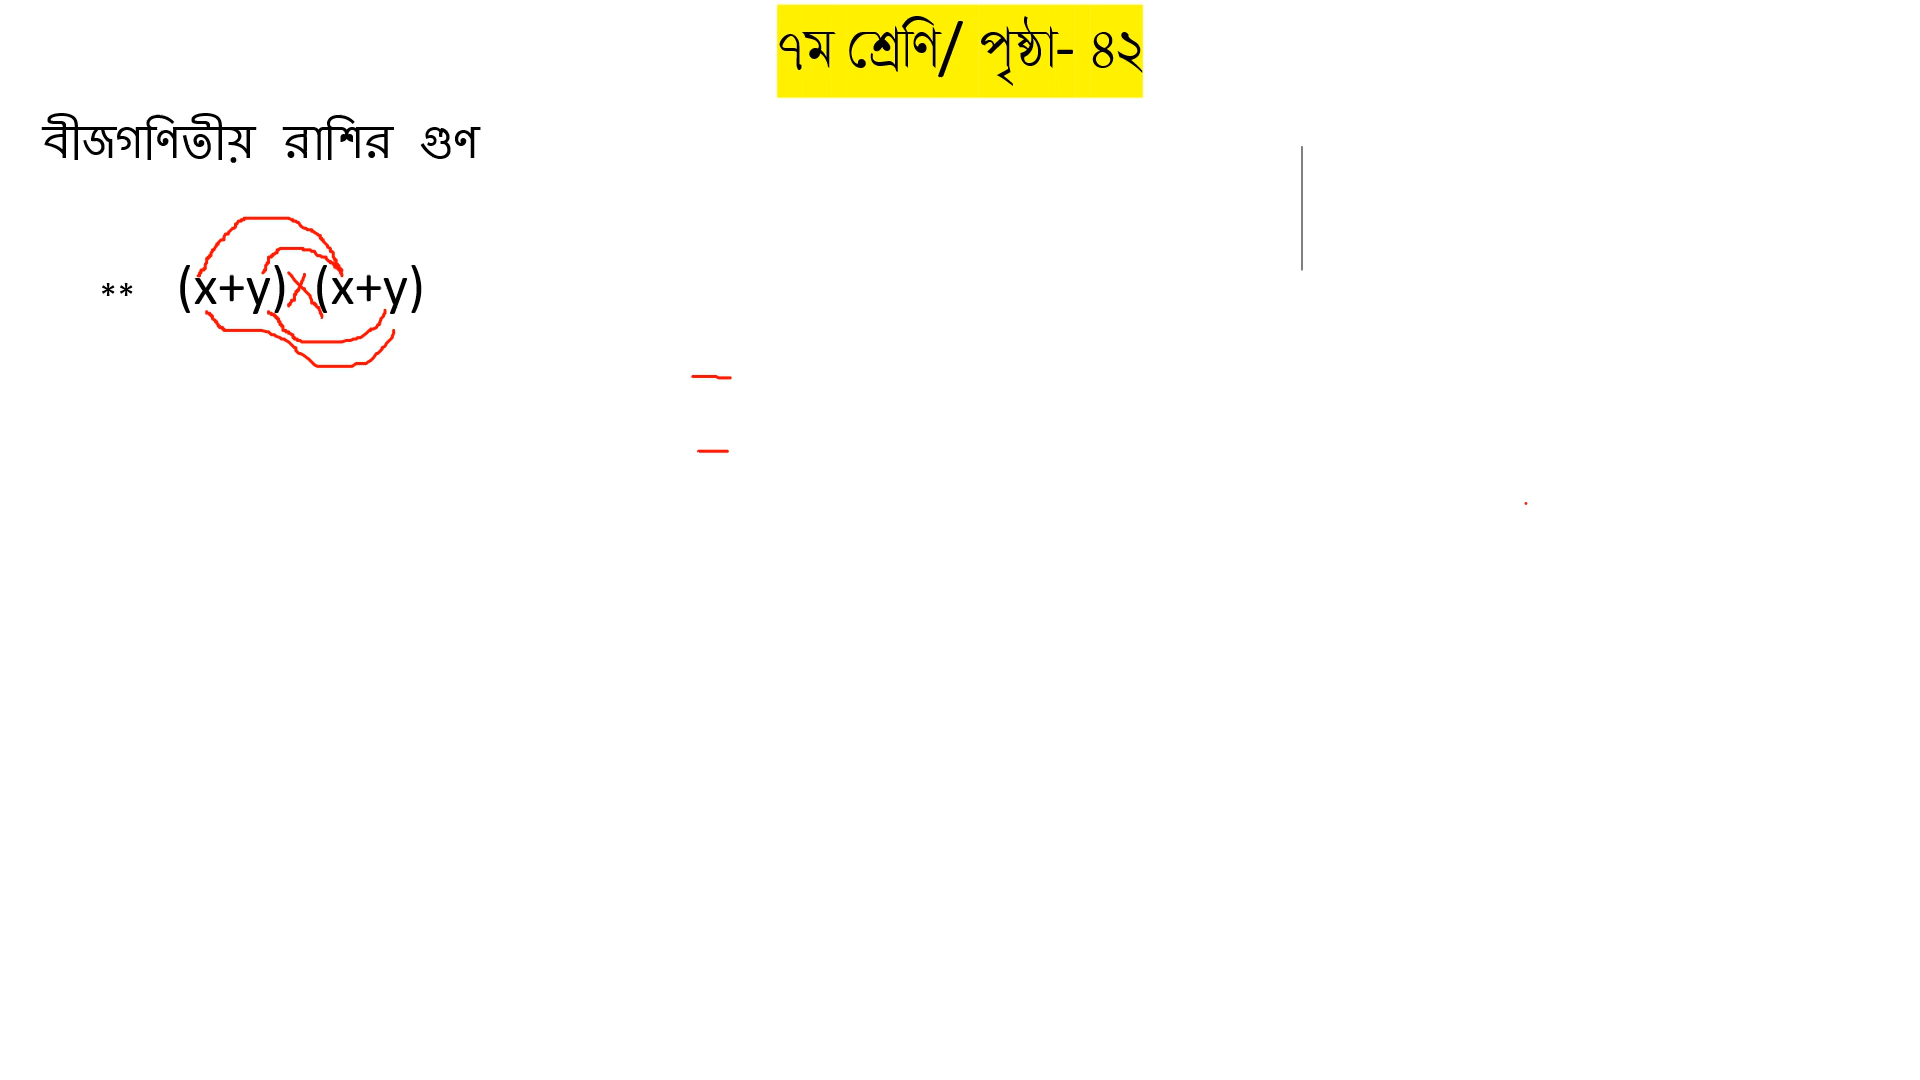 ৭ম শ্রেণি/ পৃষ্ঠা- ৪২
বীজগণিতীয় রাশির গুণ
** (x+y)×(x+y)